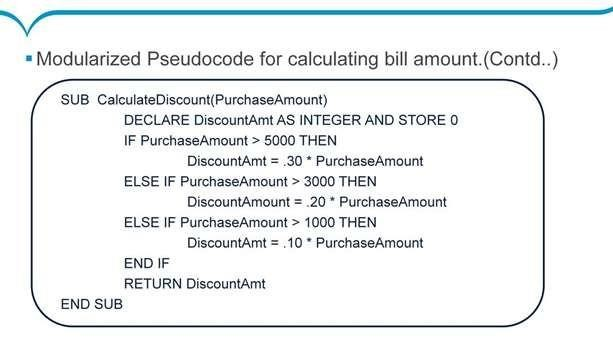 Modularized Pseudocode for calculating bill amount.(Contd..)
SUB CalculateDiscount(PurchaseAmount)
DECLARE DiscountAmt AS INTEGER AND STORE 0
IF PurchaseAmount > 5000 THEN
DiscountAmt = .30 * PurchaseAmount
ELSE IF PurchaseAmount > 3000 THEN
DiscountAmount = .20 * PurchaseAmount
ELSE IF PurchaseAmount > 1000 THEN
DiscountAmt = .10 * PurchaseAmount
END IF
RETURN DiscountAmt
END SUB